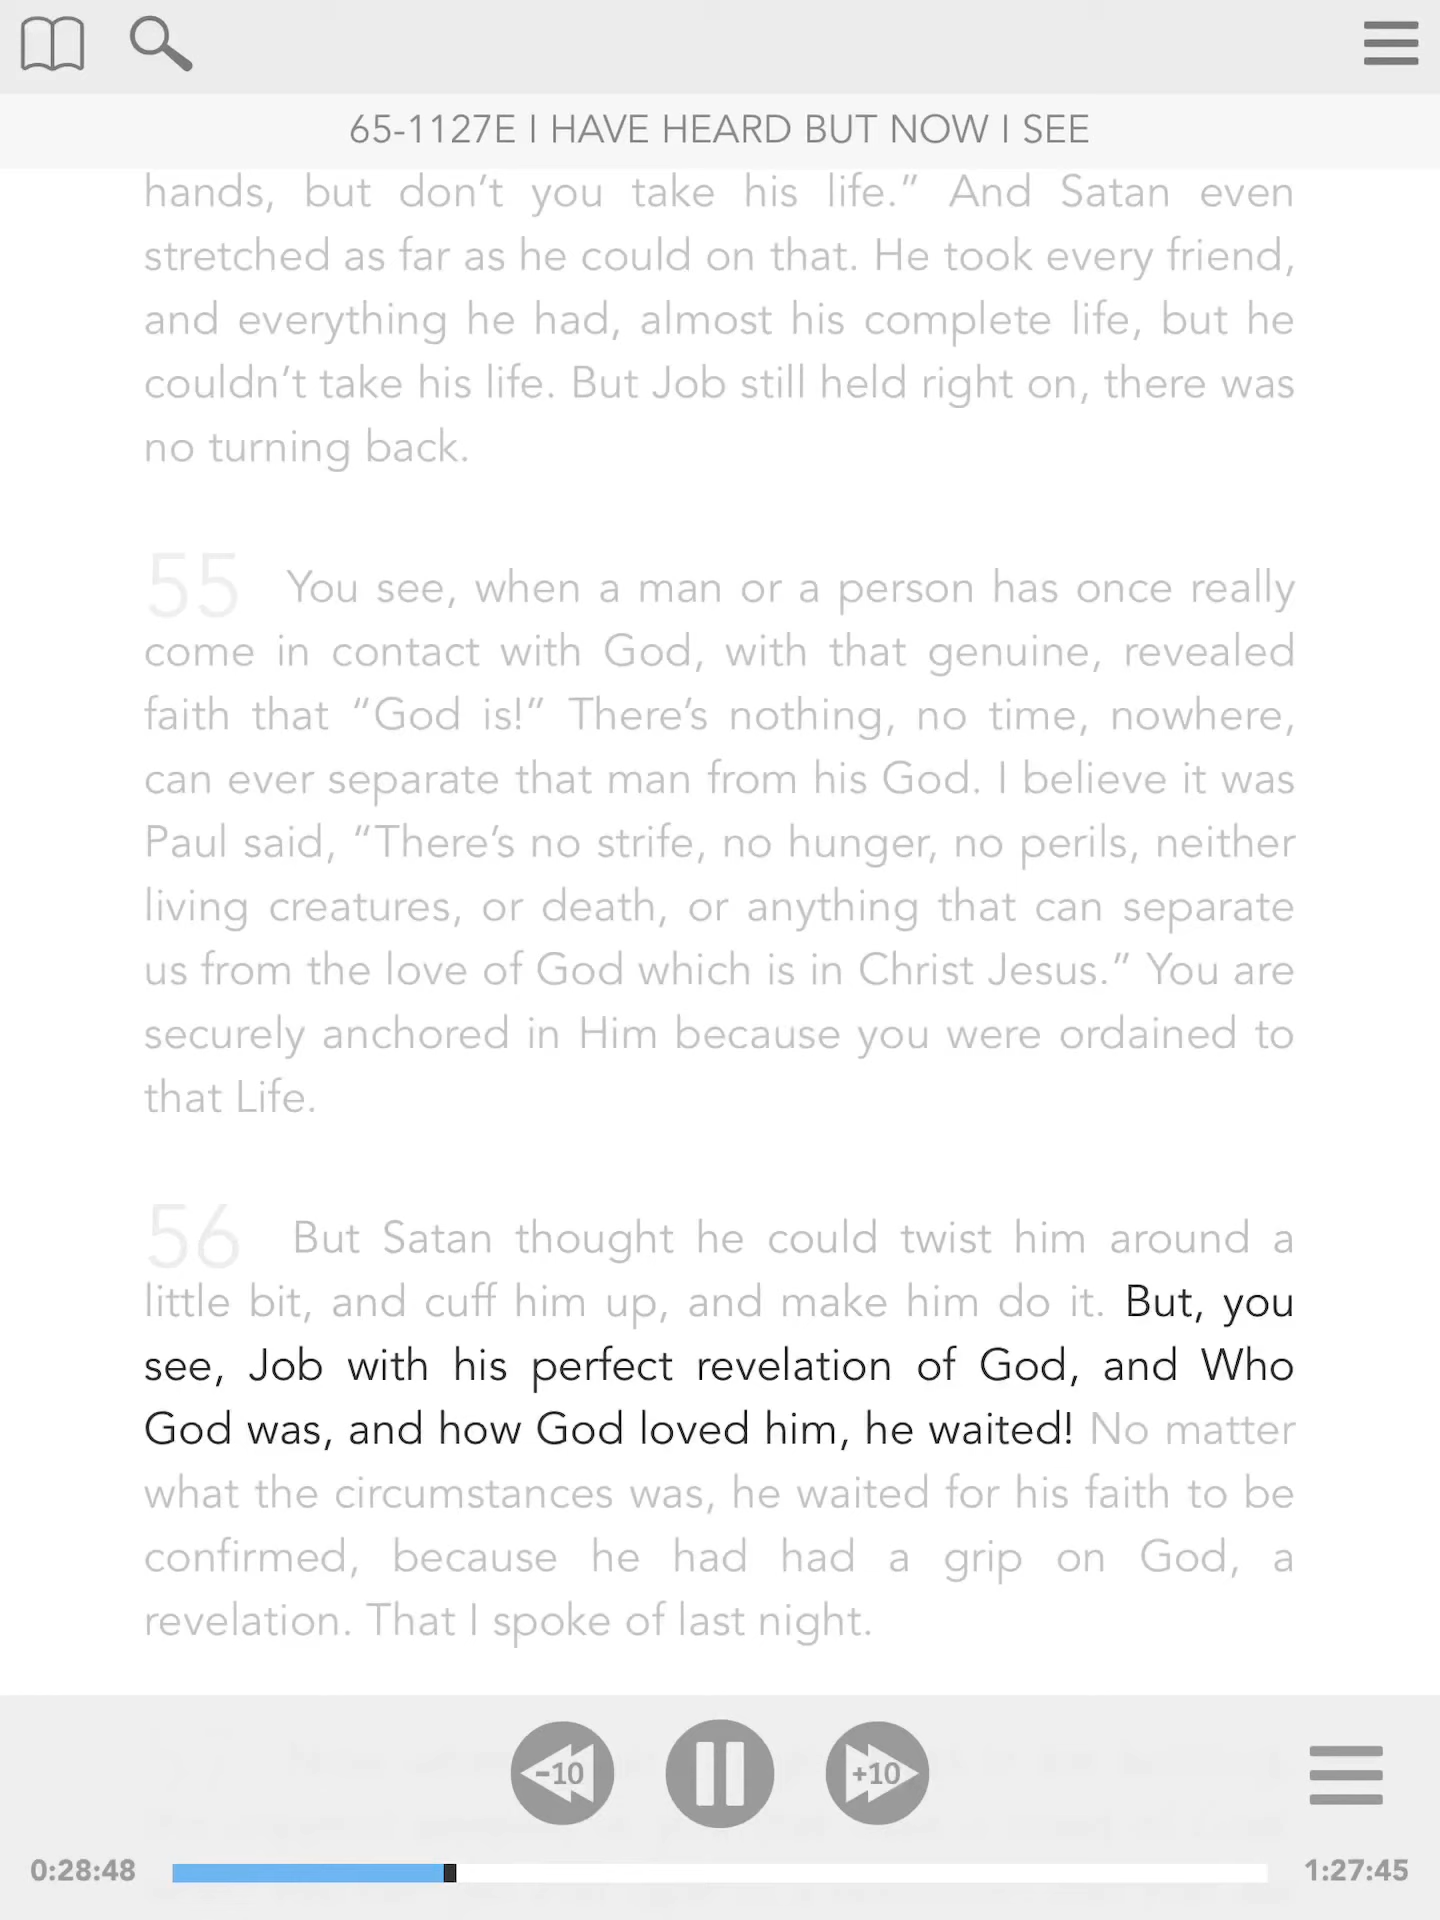 65-1127E I HAVE HEARD BUT NOW I SEE
hands, but don’t you take his life.” And Satan even
stretched as far as he could on that. He took every friend,
and everything he had, almost his complete life, but he
couldn’t take his life. But Job still held right on, there was
no turning back.
55 You see, when a man or a person has once really
come in contact with God, with that genuine, revealed
faith that “God is!” There’s nothing, no time, nowhere,
can ever separate that man from his God. I believe it was
Paul said, “There’s no strife, no hunger, no perils, neither
living creatures, or death, or anything that can separate
us from the love of God which is in Christ Jesus.” You are
securely anchored in Him because you were ordained to
that Life.
56 But Satan thought he could twist him around a
little bit, and cuff him up, and make him do it. But, you
see, Job with his perfect revelation of God, and Who
God was, and how God loved him, he waited! No matter
what the circumstances was, he waited for his faith to be
confirmed, because he had had a grip on God, a
revelation. That I spoke of last night.
-10 +10
0:28:48 1:27:45